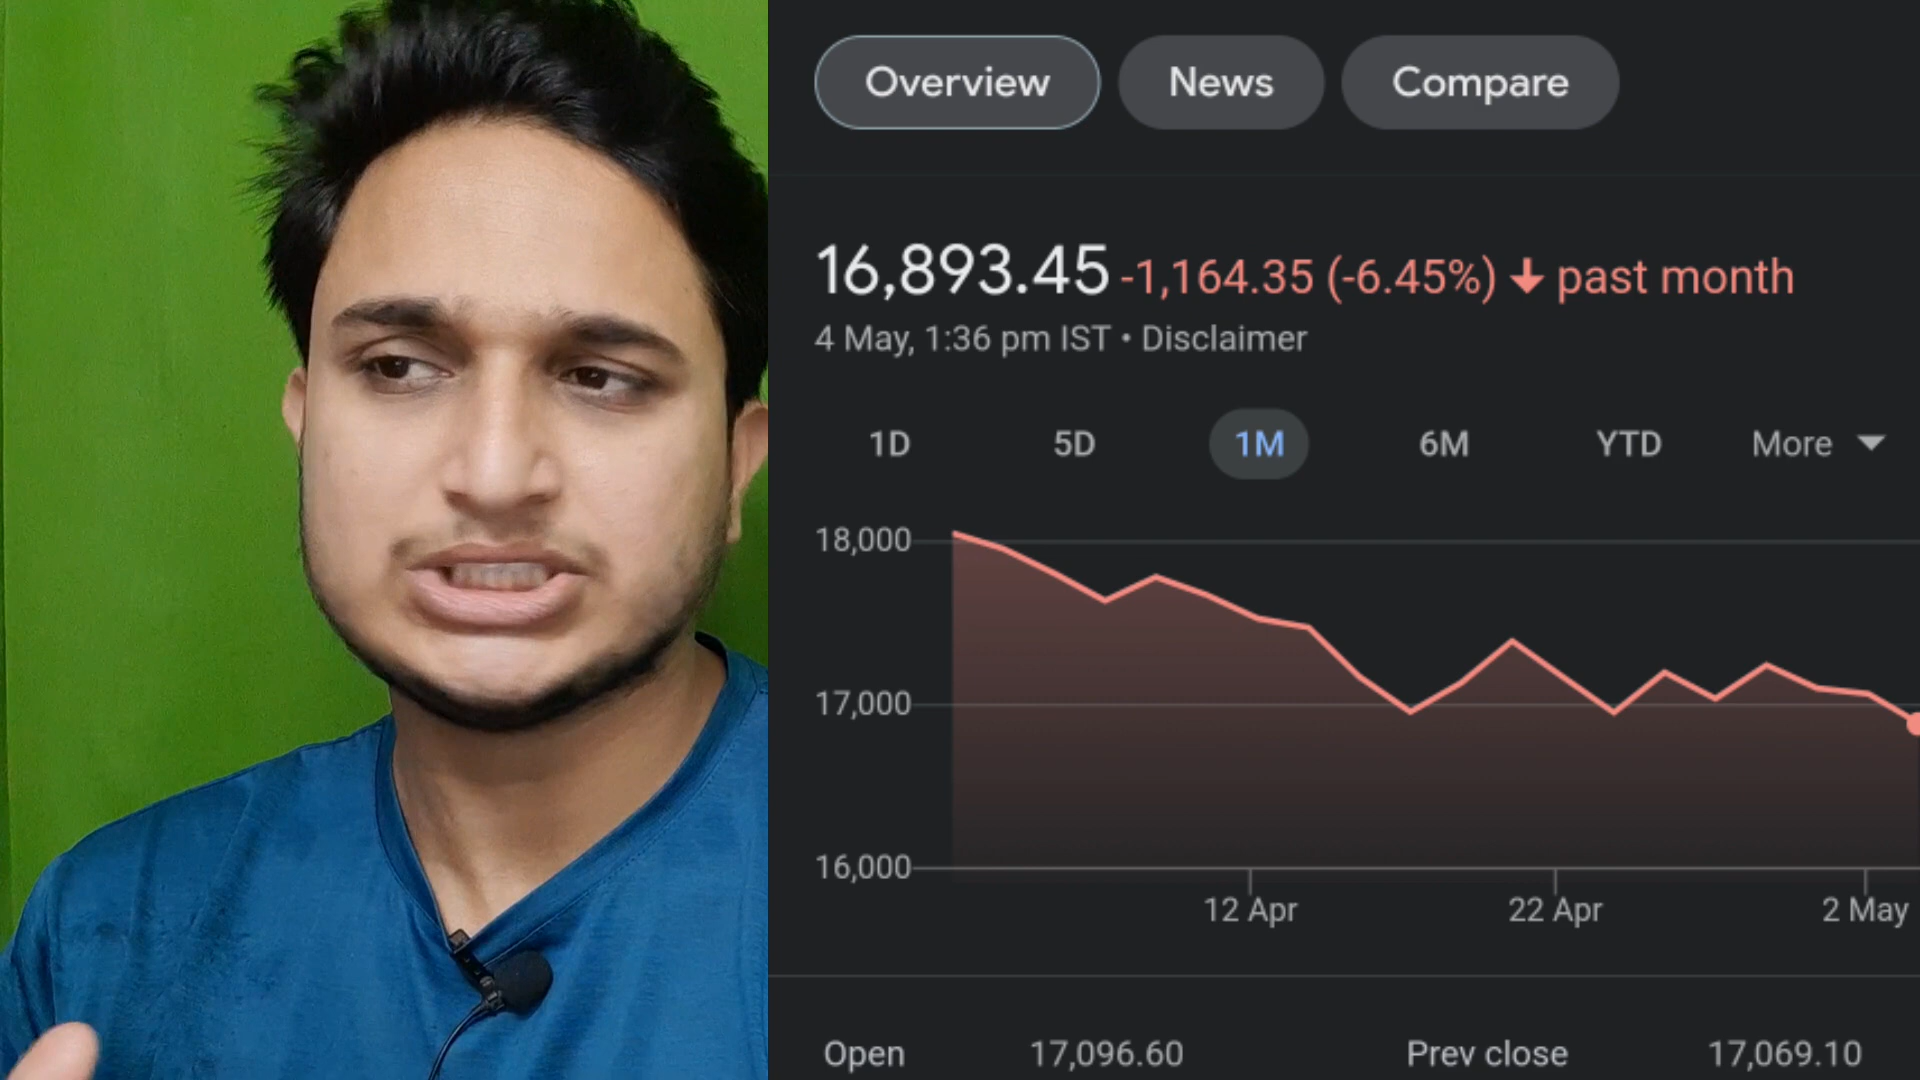 Overview News Compare
16,893.45 -1,164.35 (-6.45%) ↓ past month
4 May, 1:36 pm IST • Disclaimer
1D 5D 1M 6M YTD More
18,000
17,000
16,000
12 Apr 22 Apr 2 May
Open 17,096.60 Prev close 17,069.10